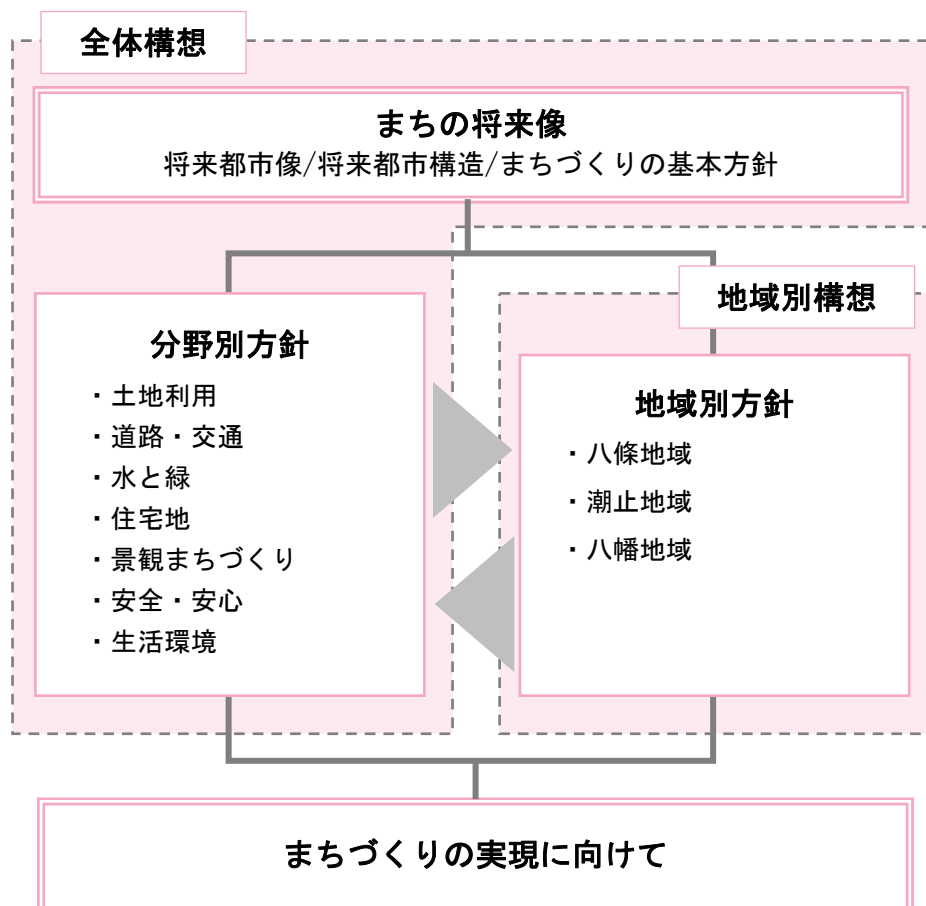 全体構想
まちの将来像
将来都市像/将来都市構造/まちづくりの基本方針
分野別方針
・土地利用
・道路・交通
・水と緑
・住宅地
・景観まちづくり
・安全・安心
・生活環境
地域別構想
地域別方針
・八條地域
・潮止地域
・八幡地域
まちづくりの実現に向けて